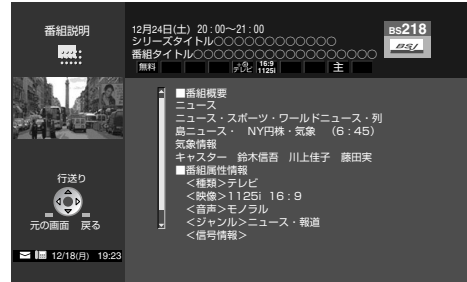 番組説明
12月24日(土) 20:00～21:00
シリーズタイトル○○○○○○○○○○○○
番組タイトル○○○○○○○○○○○○○○○○○○
無料 テレビ 16:9 1125i 主
BS218
BSJ
■番組概要
ニュース
ニュース・スポーツ・ワールドニュース・列
島ニュース・ NY円株・気象 （6:45）
気象情報
キャスター 鈴木信吾 川上佳子 藤田実
■番組属性情報
＜種類＞テレビ
＜映像＞1125i 16:9
＜音声＞モノラル
＜ジャンル＞ニュース・報道
＜信号情報＞
行送り
元の画面 戻る
12/18(月) 19:23